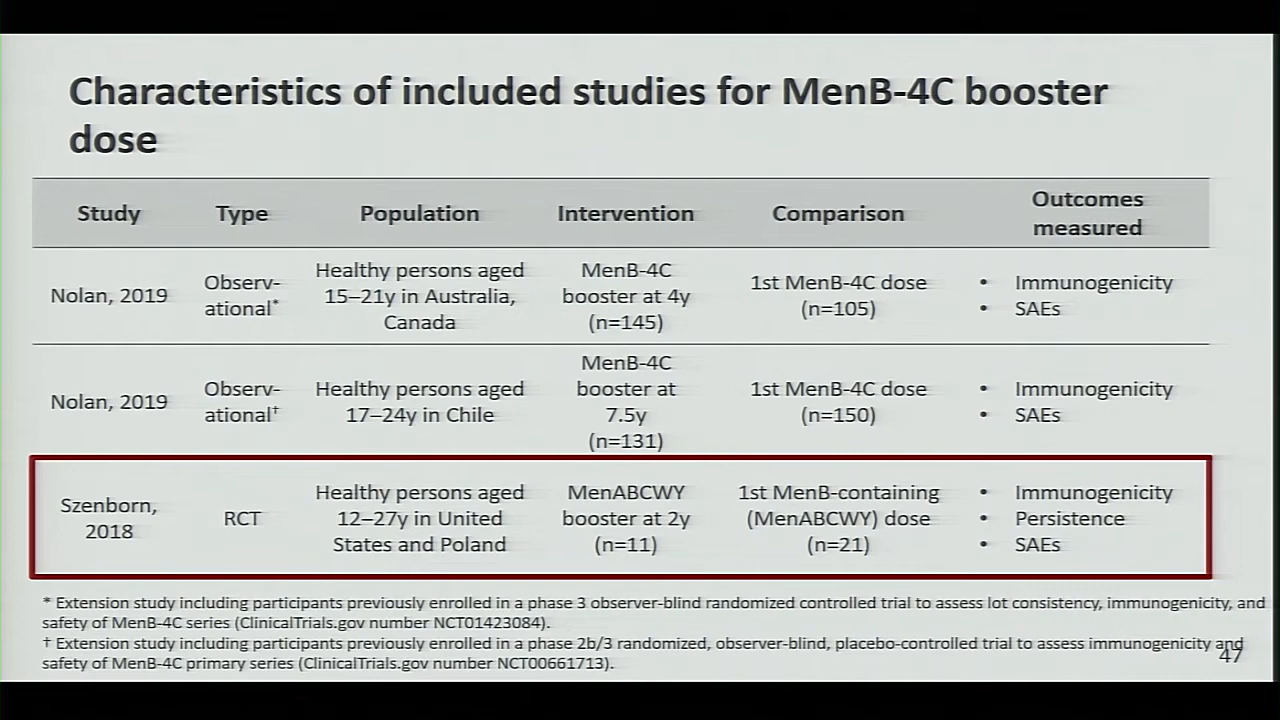 Characteristics of included studies for MenB-4C booster
dose
Study Type Population Intervention Comparison Outcomes
measured
Nolan, 2019
Observ-
ational*
Healthy persons aged
15–21y in Australia,
Canada
MenB-4C
booster at 4y
(n=145)
1st MenB-4C dose
(n=105)
• Immunogenicity
• SAEs
Nolan, 2019
Observ-
ational†
Healthy persons aged
17–24y in Chile
MenB-4C
booster at
7.5y
(n=131)
1st MenB-4C dose
(n=150)
• Immunogenicity
• SAEs
Szenborn,
2018
RCT
Healthy persons aged
12–27y in United
States and Poland
MenABCWY
booster at 2y
(n=11)
1st MenB-containing
(MenABCWY) dose
(n=21)
• Immunogenicity
• Persistence
• SAEs
* Extension study including participants previously enrolled in a phase 3 observer-blind randomized controlled trial to assess lot consistency, immunogenicity, and
safety of MenB-4C series (ClinicalTrials.gov number NCT01423084).
† Extension study including participants previously enrolled in a phase 2b/3 randomized, observer-blind, placebo-controlled trial to assess immunogenicity and
safety of MenB-4C primary series (ClinicalTrials.gov number NCT00661713).
47